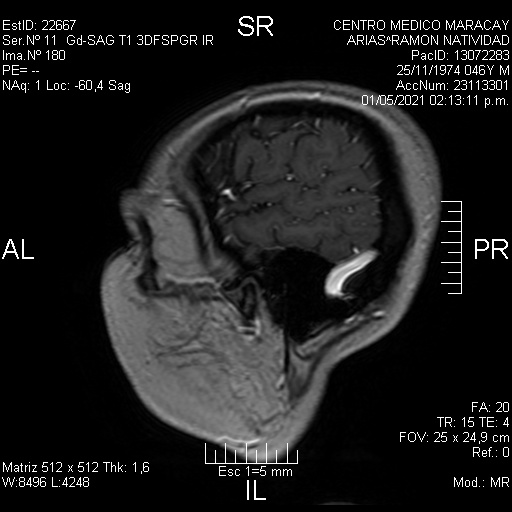 EstID: 22667
Ser.Nº 11 Gd-SAG T1 3DFSPGR IR
Ima.Nº 180
PE= --
NAq: 1 Loc: -60,4 Sag
SR
CENTRO MEDICO MARACAY
ARIAS^RAMON NATIVIDAD
PacID: 13072283
25/11/1974 046Y M
AccNum: 23113301
01/05/2021 02:13:11 p.m.
AL
PR
FA: 20
TR: 15 TE: 4
FOV: 25 x 24,9 cm
Ref.: 0
Matriz 512 x 512 Thk: 1,6
W:8496 L:4248
Esc 1=5 mm
IL
Mod.: MR